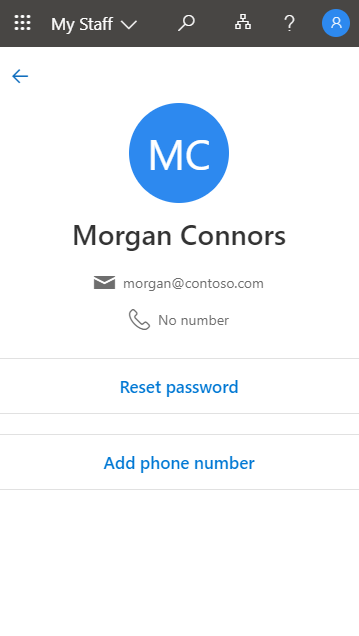 My Staff
?
MC
Morgan Connors
morgan@contoso.com
No number
Reset password
Add phone number